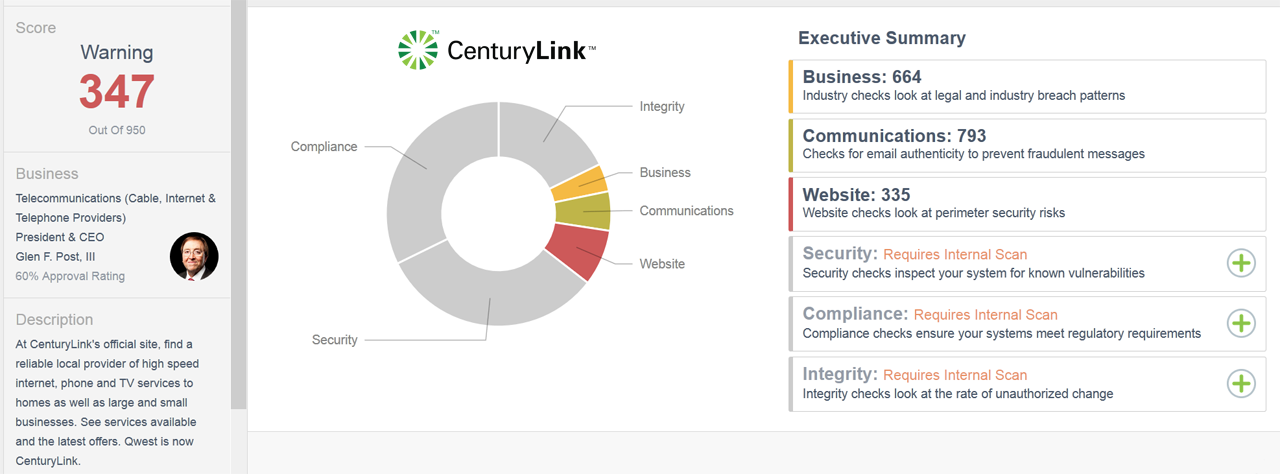 Score
Warning
347
Out Of 950
Business
Telecommunications (Cable, Internet &
Telephone Providers)
President & CEO
Glen F. Post, III
60% Approval Rating
Description
At CenturyLink's official site, find a
reliable local provider of high speed
internet, phone and TV services to
homes as well as large and small
businesses. See services available
and the latest offers. Qwest is now
CenturyLink.
CenturyLink™
Integrity
Compliance
Business
Communications
Website
Security
Executive Summary
Business: 664
Industry checks look at legal and industry breach patterns
Communications: 793
Checks for email authenticity to prevent fraudulent messages
Website: 335
Website checks look at perimeter security risks
Security: Requires Internal Scan
Security checks inspect your system for known vulnerabilities
Compliance: Requires Internal Scan
Compliance checks ensure your systems meet regulatory requirements
Integrity: Requires Internal Scan
Integrity checks look at the rate of unauthorized change